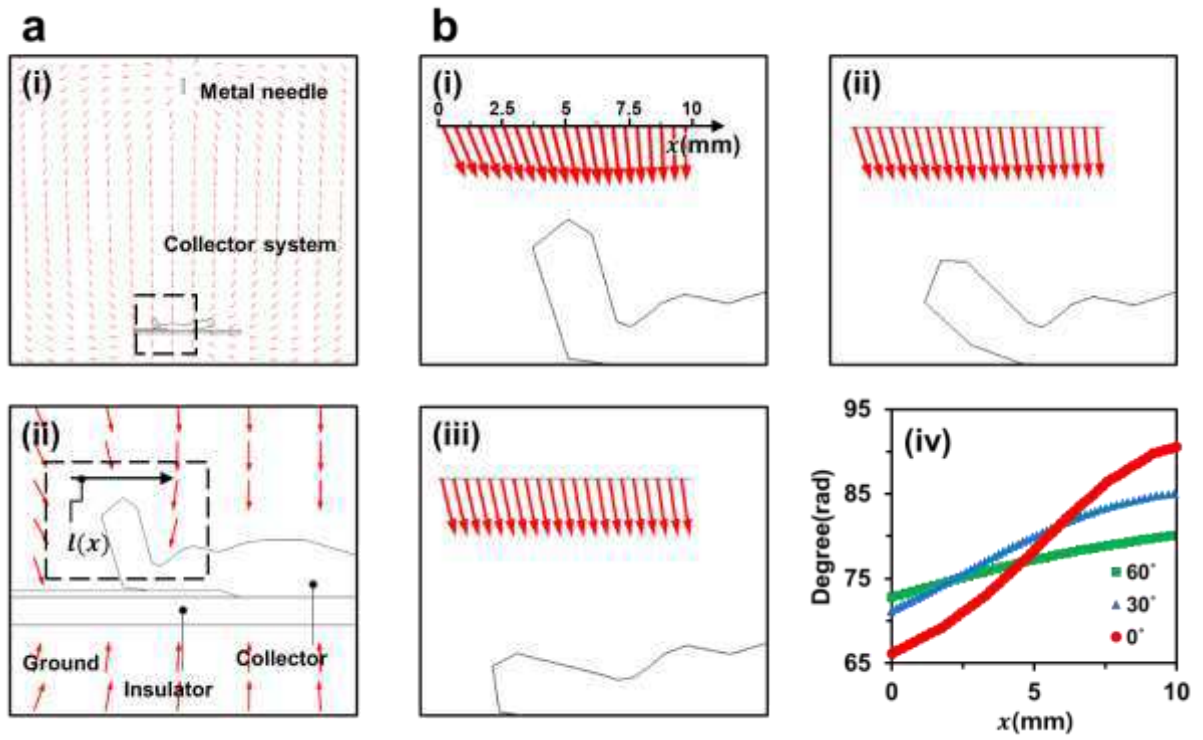 a
b
(i)
Metal needle
Collector system
(i)
0 2.5 5 7.5 10
x(mm)
(ii)
(ii)
l(x)
Ground
Insulator
Collector
(iii)
(iv)
95
85
75
65
Degree(rad)
60°
30°
0°
0 5 10
x(mm)